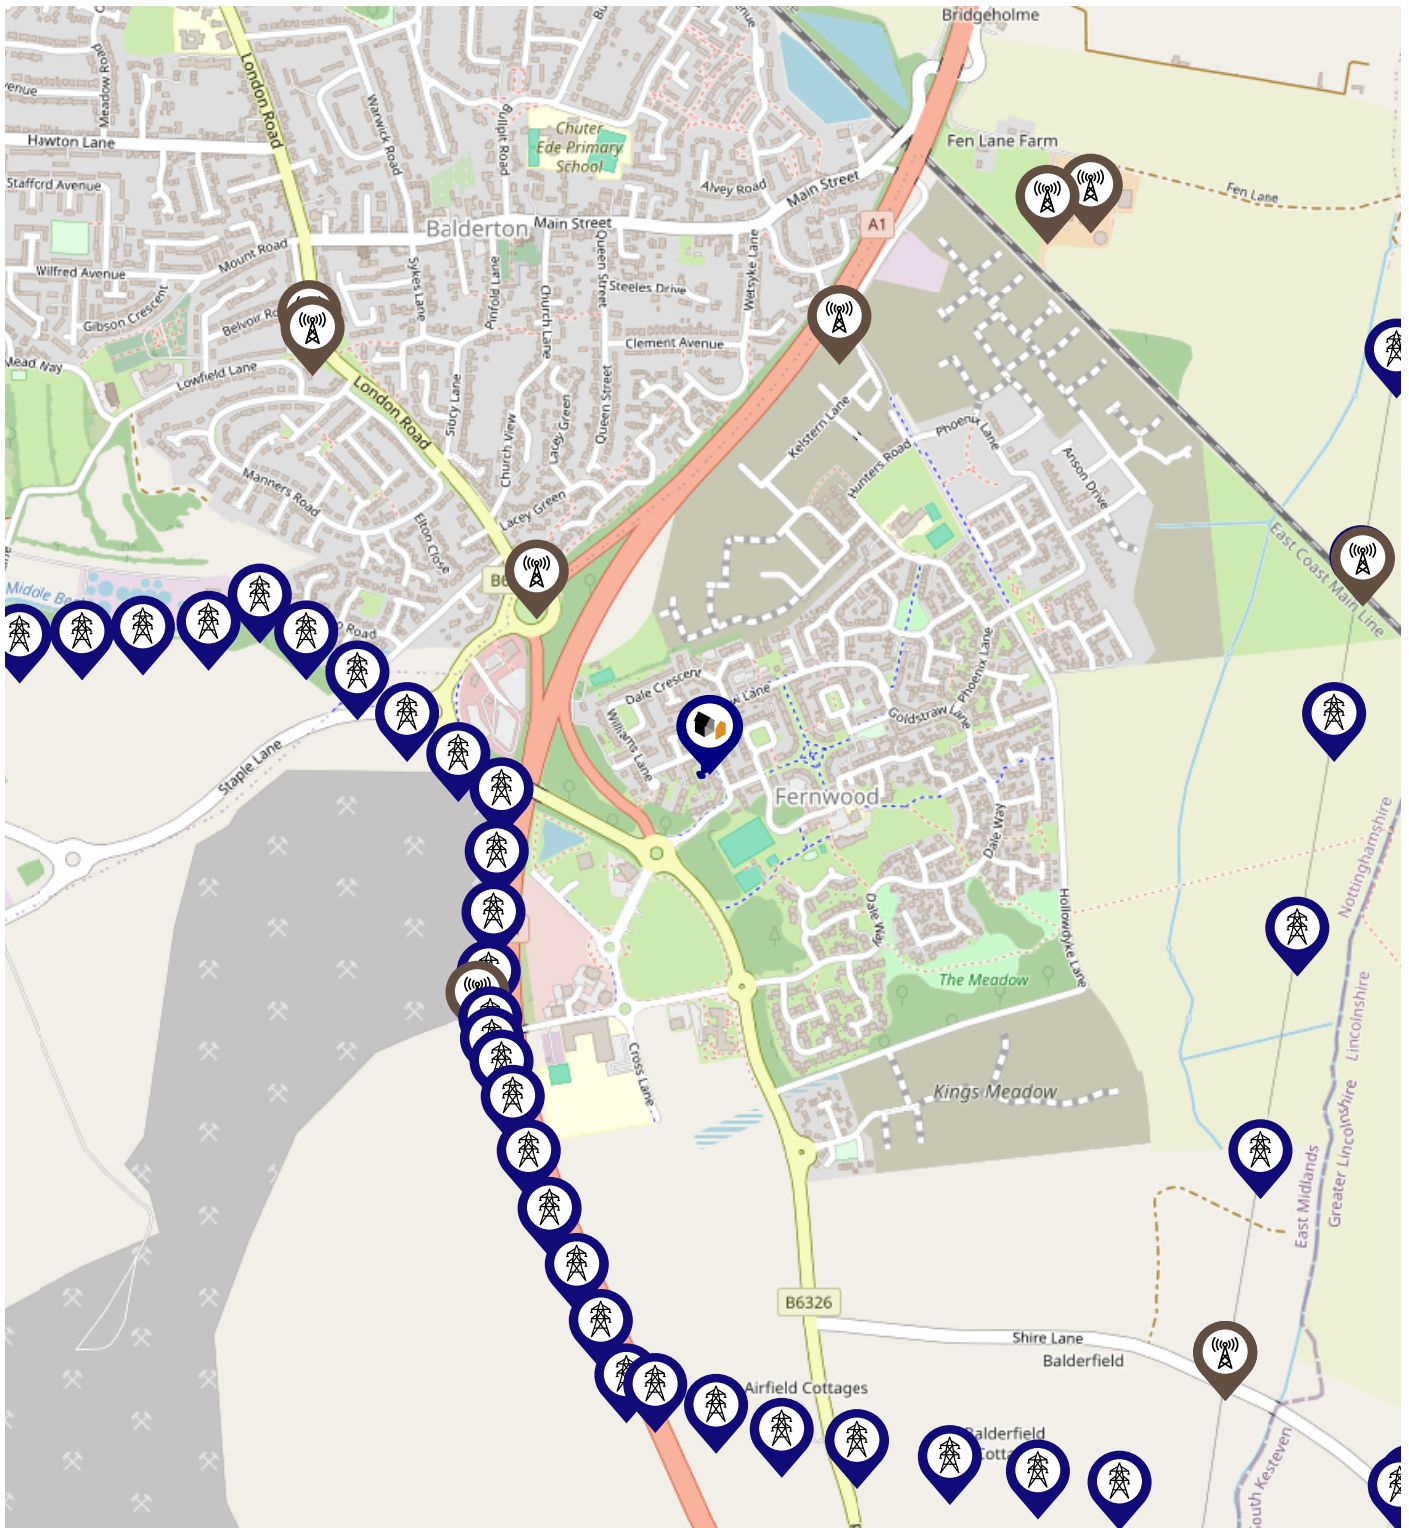 Bridgeholme
London Road
Meadow Road
Warwick Road
Bullpit Road
Chuter
Ede Primary
School
Hawton Lane
Fen Lane Farm
Stafford Avenue
Alvey Road
Main Street
Fen Lane
A1
Balderton
Main Street
Mount Road
Wilfred Avenue
Sykes Lane
Pinfold Lane
Church Lane
Queen Street
Steeles Drive
Wetsyke Lane
Gibson Crescent
Belvoir
Clement Avenue
Lowfield Lane
London Road
Sibcy Lane
Church View
Lacey Green
Queen Street
Kelstern Lane
Phoenix Lane
Hunters Road
Anson Drive
Manners Road
Elton Close
Lacey Green
East Coast Main Line
Middle
Road
Phoenix Lane
Dale Crescent
Lane
Williams Lane
Goldstraw Lane
Staple Lane
Fernwood
Dale Way
Nottinghamshire
Dale Way
Hollowdyke Lane
The Meadow
Lincolnshire
Cross Lane
Kings Meadow
East Midlands
Greater Lincolnshire
B6326
Shire Lane
Balderfield
Airfield Cottages
Balderfield
South Kesteven